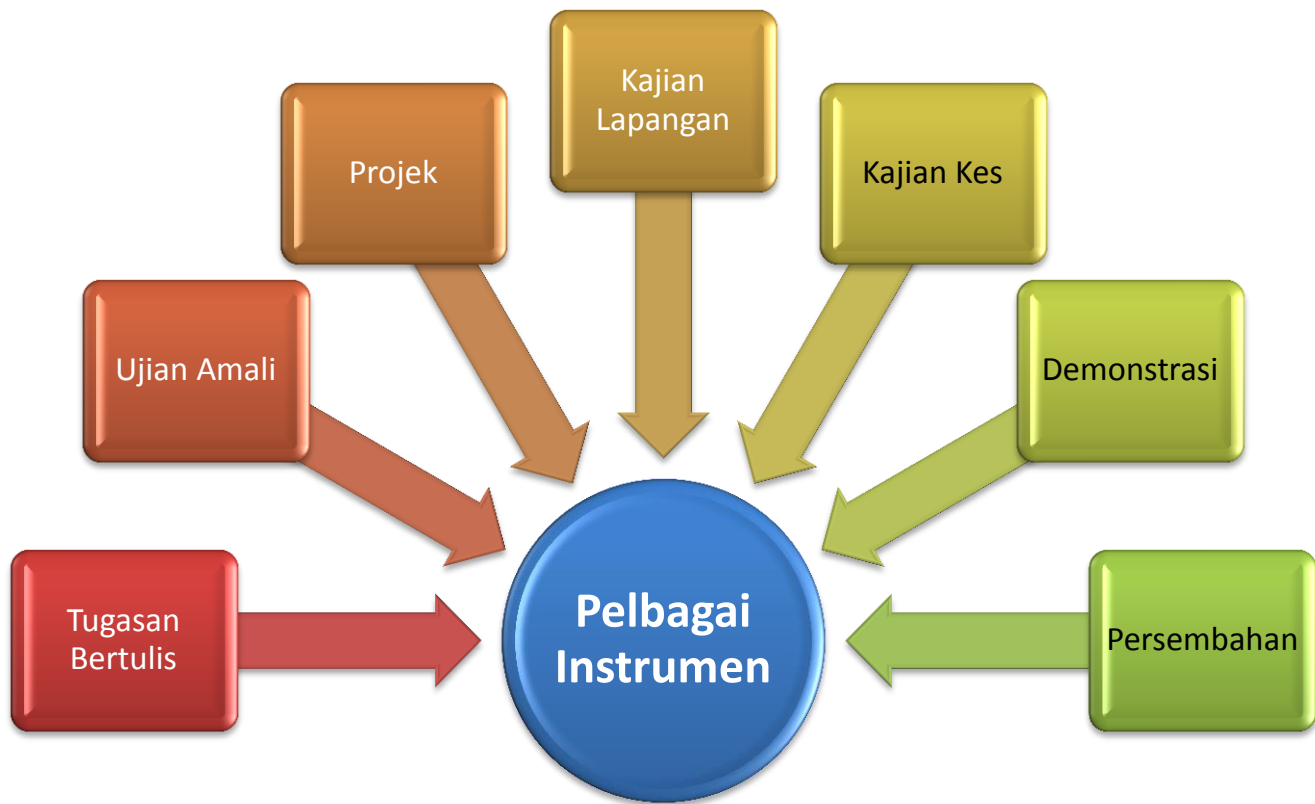 Kajian
Lapangan
Projek
Kajian Kes
Ujian Amali
Demonstrasi
Tugasan
Bertulis
Pelbagai
Instrumen
Persembahan